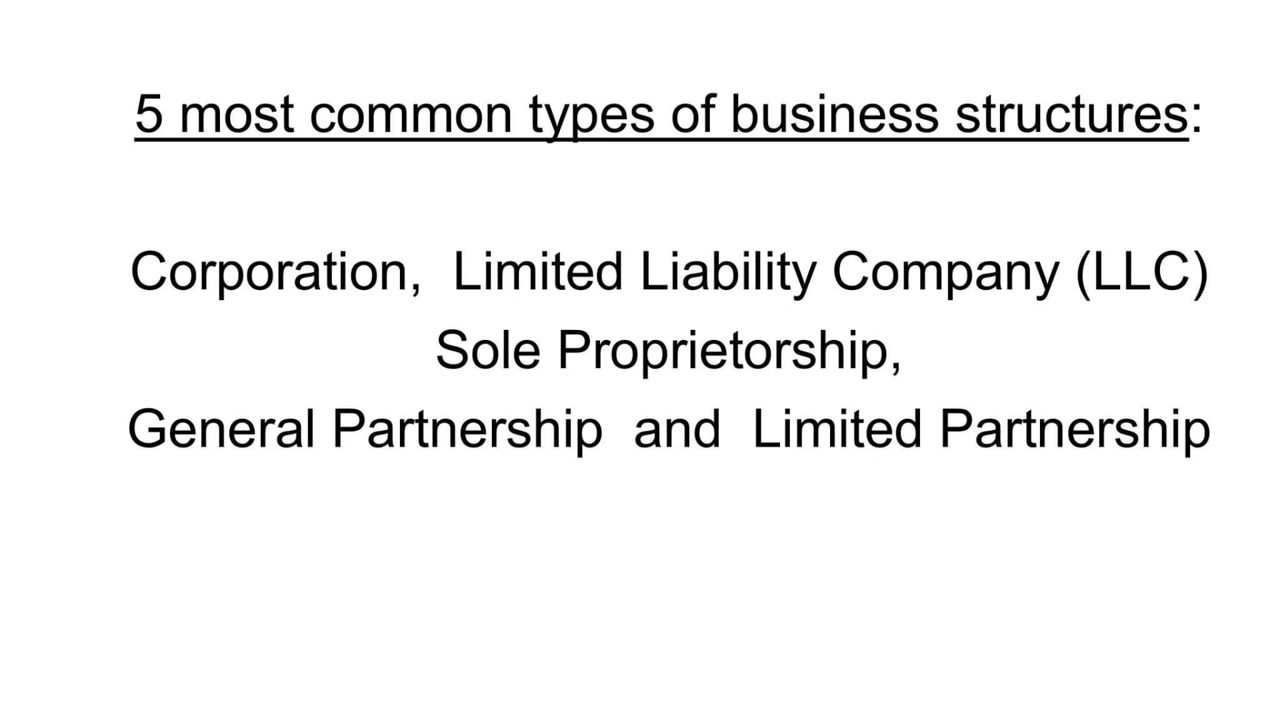 5 most common types of business structures:
Corporation,  Limited Liability Company (LLC)
Sole Proprietorship,
General Partnership  and  Limited Partnership